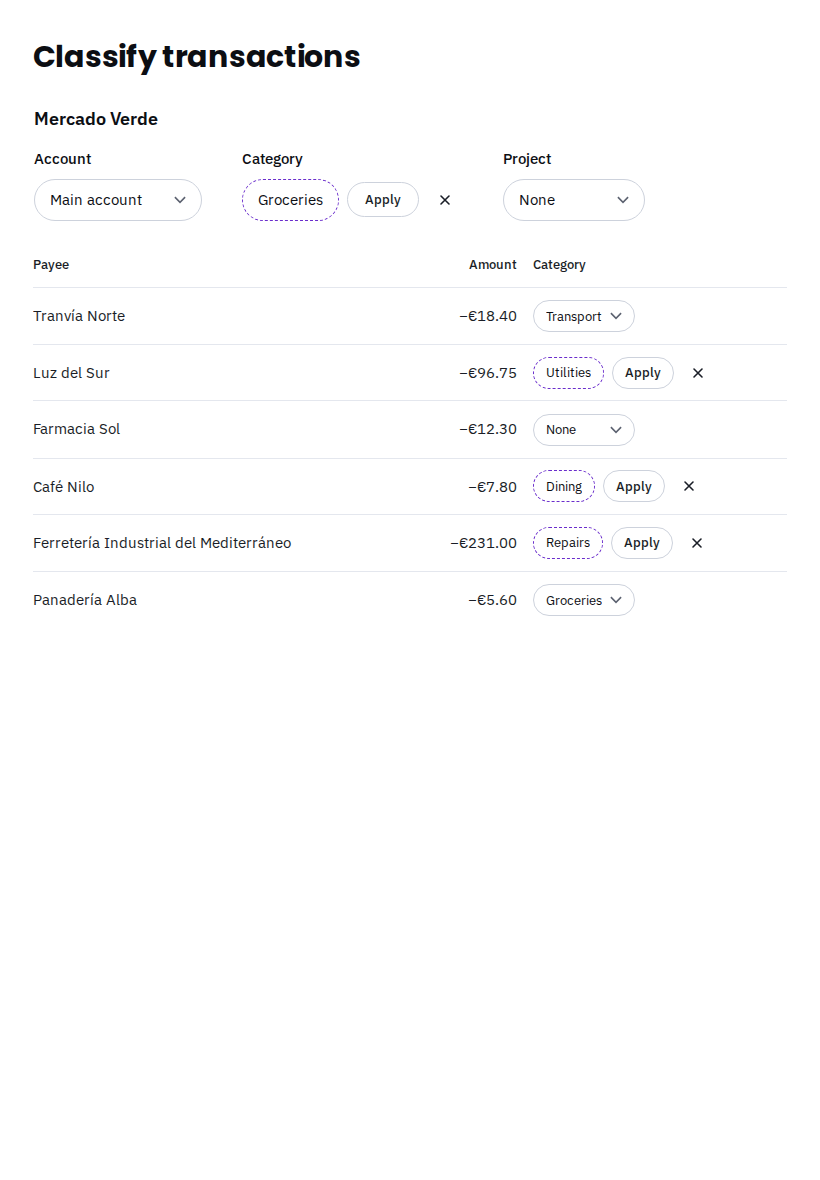 Classify transactions
Mercado Verde
Account Category Project
Main account Groceries Apply None
Payee Amount Category
Tranvía Norte −€18.40 Transport
Luz del Sur −€96.75 Utilities Apply
Farmacia Sol −€12.30 None
Café Nilo −€7.80 Dining Apply
Ferretería Industrial del Mediterráneo −€231.00 Repairs Apply
Panadería Alba −€5.60 Groceries